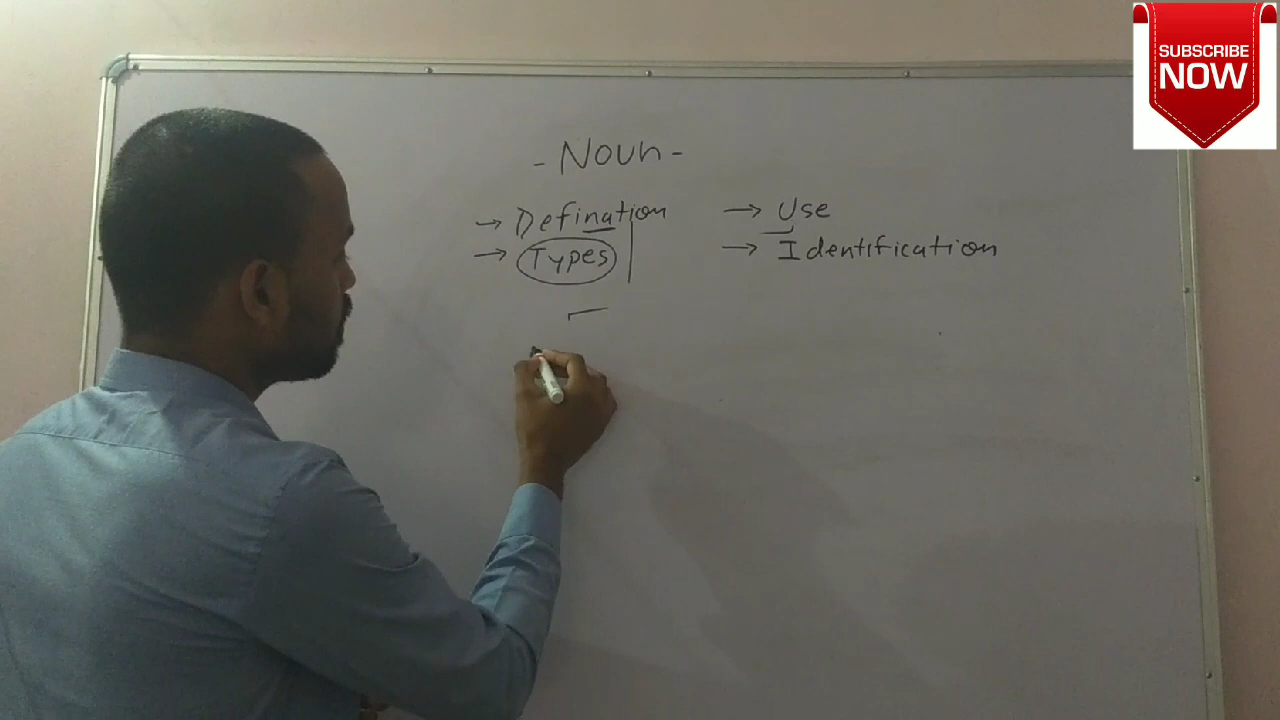 SUBSCRIBE
NOW
- Noun -
→ Defination → Use
→ Types → Identification